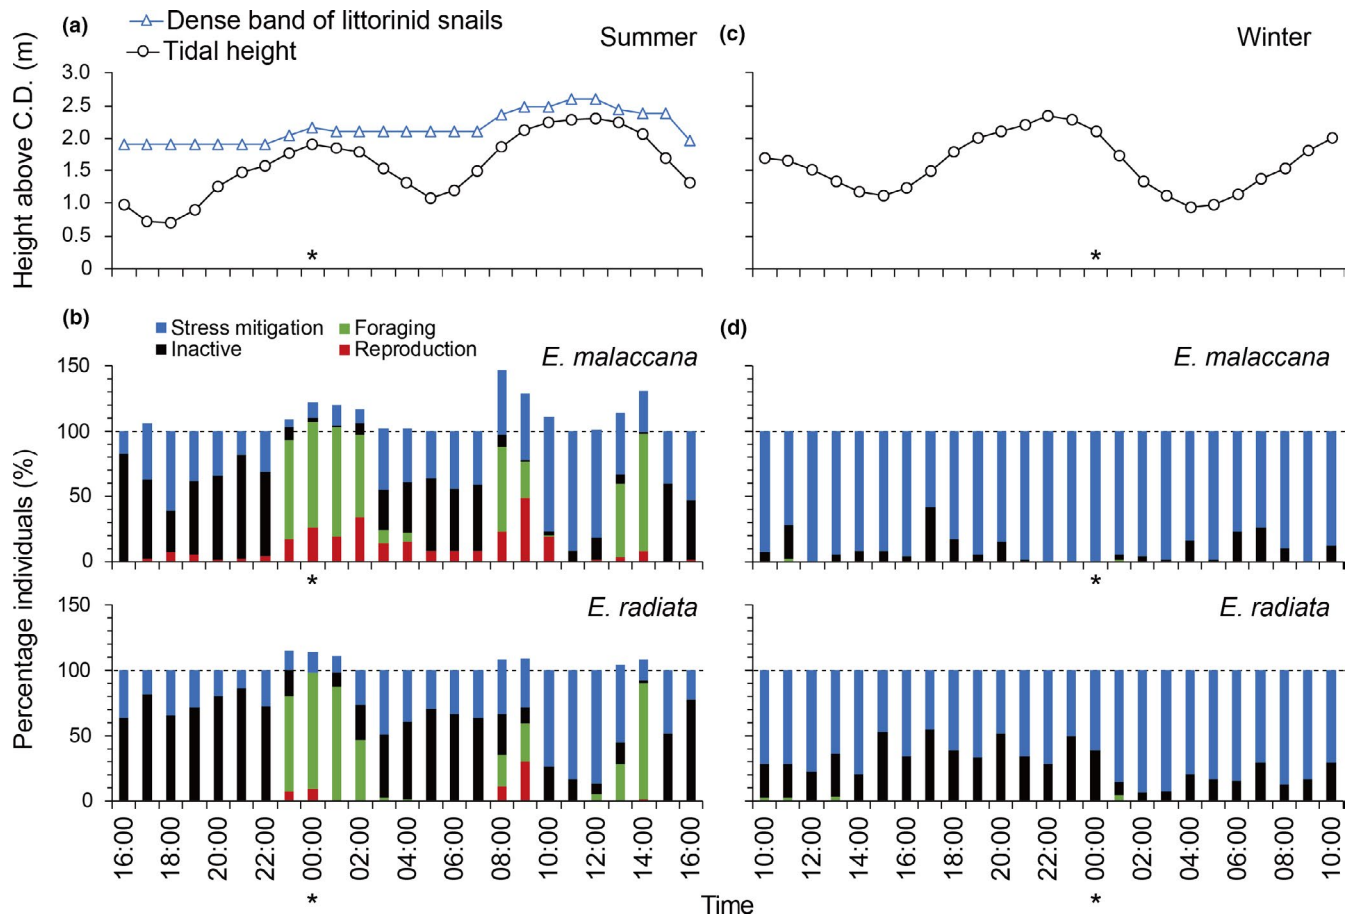 (a)
Dense band of littorinid snails
Tidal height
Summer
(c)
Winter
Height above C.D. (m)
3.0
2.5
2.0
1.5
1.0
0.5
0
*
*
(b)
Stress mitigation
Foraging
Inactive
Reproduction
E. malaccana
(d)
E. malaccana
Percentage individuals (%)
150
100
50
0
*
*
E. radiata
E. radiata
150
100
50
0
16:00
18:00
20:00
22:00
00:00
02:00
04:00
06:00
08:00
10:00
12:00
14:00
16:00
10:00
12:00
14:00
16:00
18:00
20:00
22:00
00:00
02:00
04:00
06:00
08:00
10:00
*
Time
*